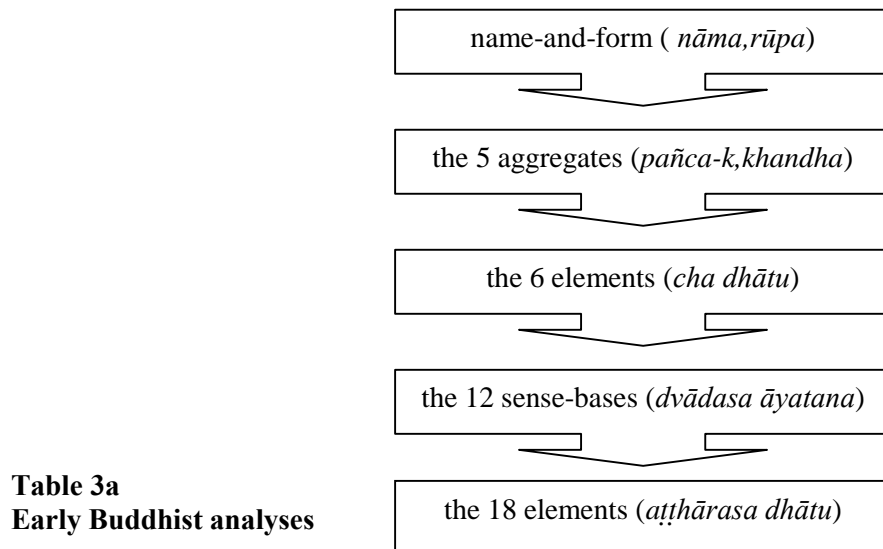 name-and-form ( nāma,rūpa)
the 5 aggregates (pañca-k,khandha)
the 6 elements (cha dhātu)
the 12 sense-bases (dvādasa āyatana)
Table 3a
Early Buddhist analyses
the 18 elements (aṭṭhārasa dhātu)